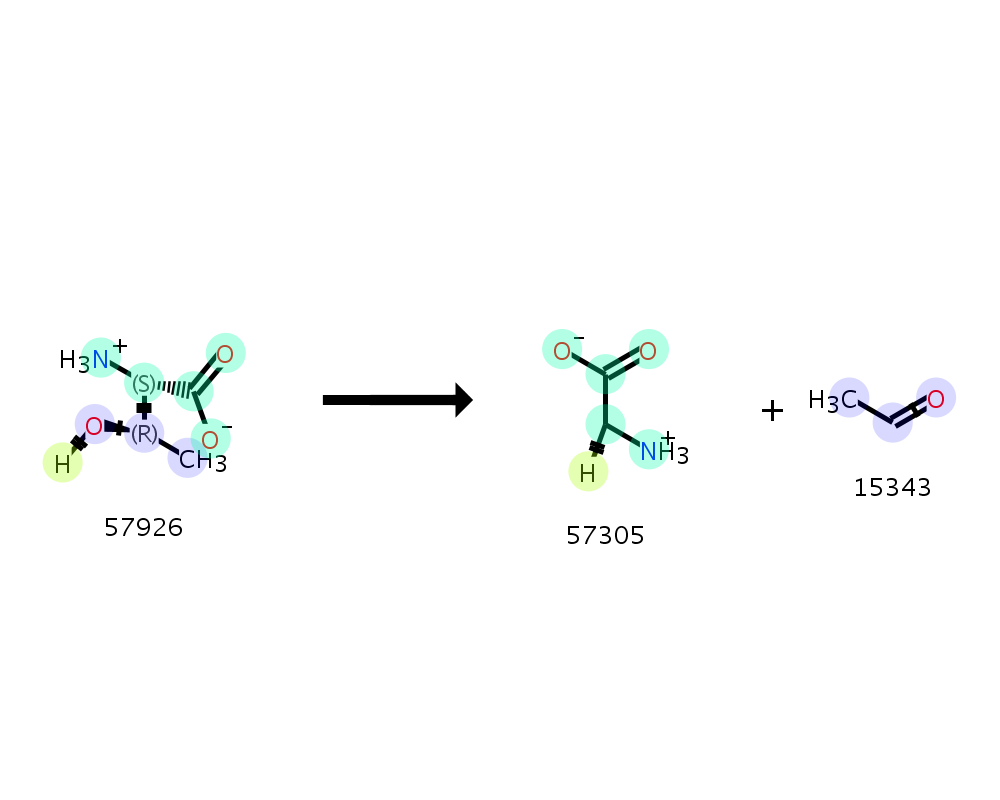 H3N+ (S) O
O (R) O-
H CH3
57926
O- O
H NH3+
57305
+
H3C O
15343